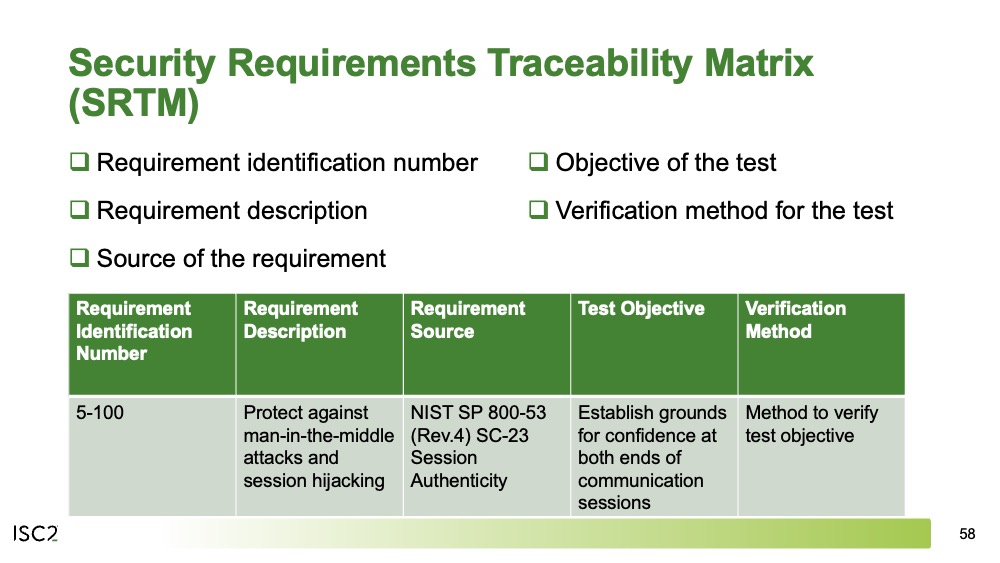 Security Requirements Traceability Matrix
(SRTM)
Requirement identification number
Requirement description
Source of the requirement
Objective of the test
Verification method for the test
Requirement
Identification
Number
Requirement
Description
Requirement
Source
Test Objective
Verification
Method
5-100
Protect against
man-in-the-middle
attacks and
session hijacking
NIST SP 800-53
(Rev.4) SC-23
Session
Authenticity
Establish grounds
for confidence at
both ends of
communication
sessions
Method to verify
test objective
ISC2
58